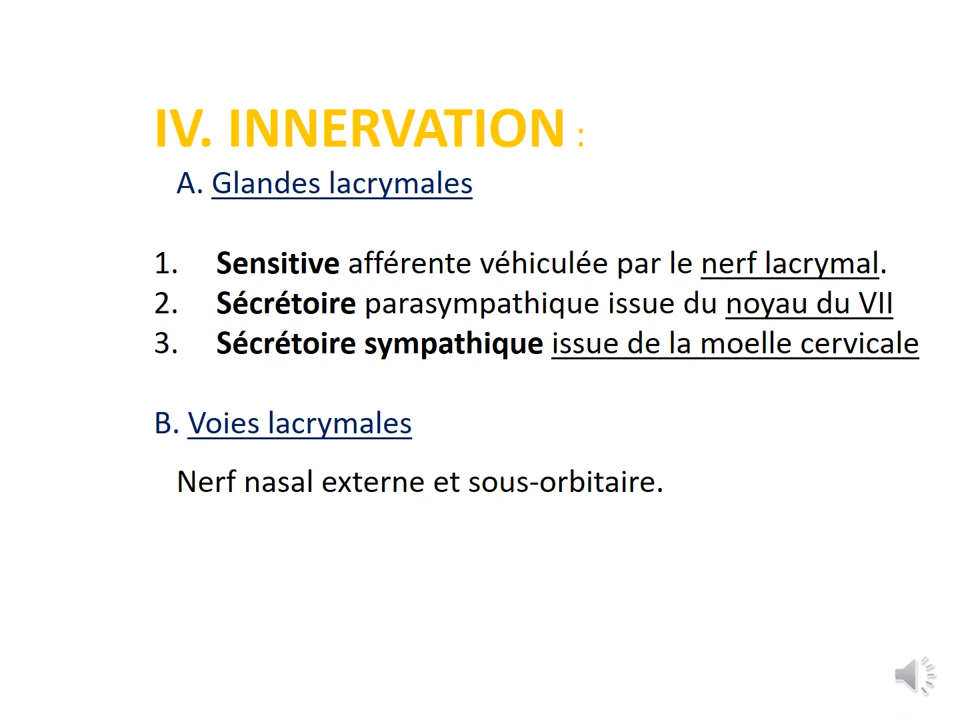 IV. INNERVATION :
A. Glandes lacrymales
1. Sensitive afférente véhiculée par le nerf lacrymal.
2. Sécrétoire parasympathique issue du noyau du VII
3. Sécrétoire sympathique issue de la moelle cervicale
B. Voies lacrymales
Nerf nasal externe et sous-orbitaire.